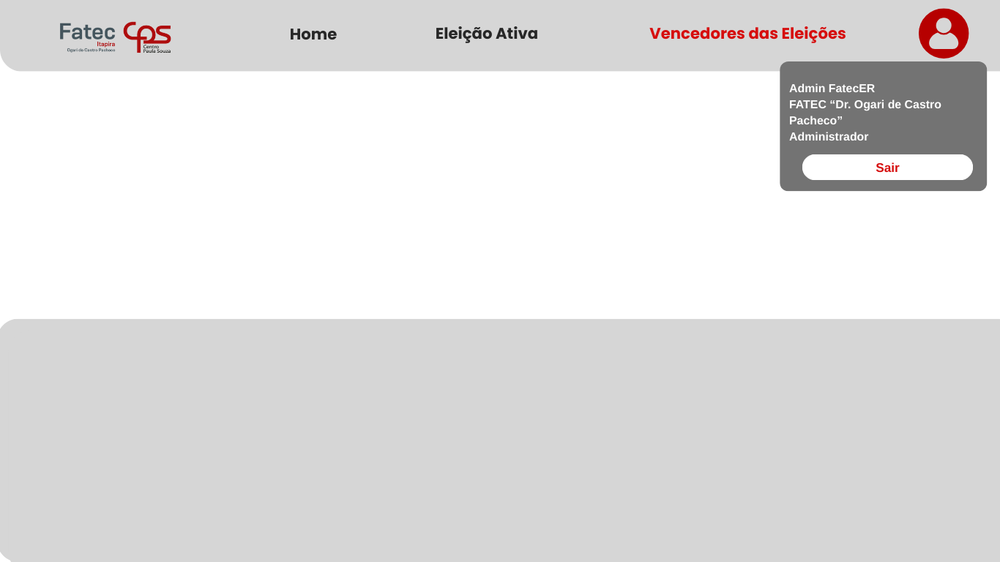 Fatec
Itapira
Ogari de Castro Pacheco
cps
Centro
Paula Souza
Home
Eleição Ativa
Vencedores das Eleições
Admin FatecER
FATEC “Dr. Ogari de Castro
Pacheco”
Administrador
Sair